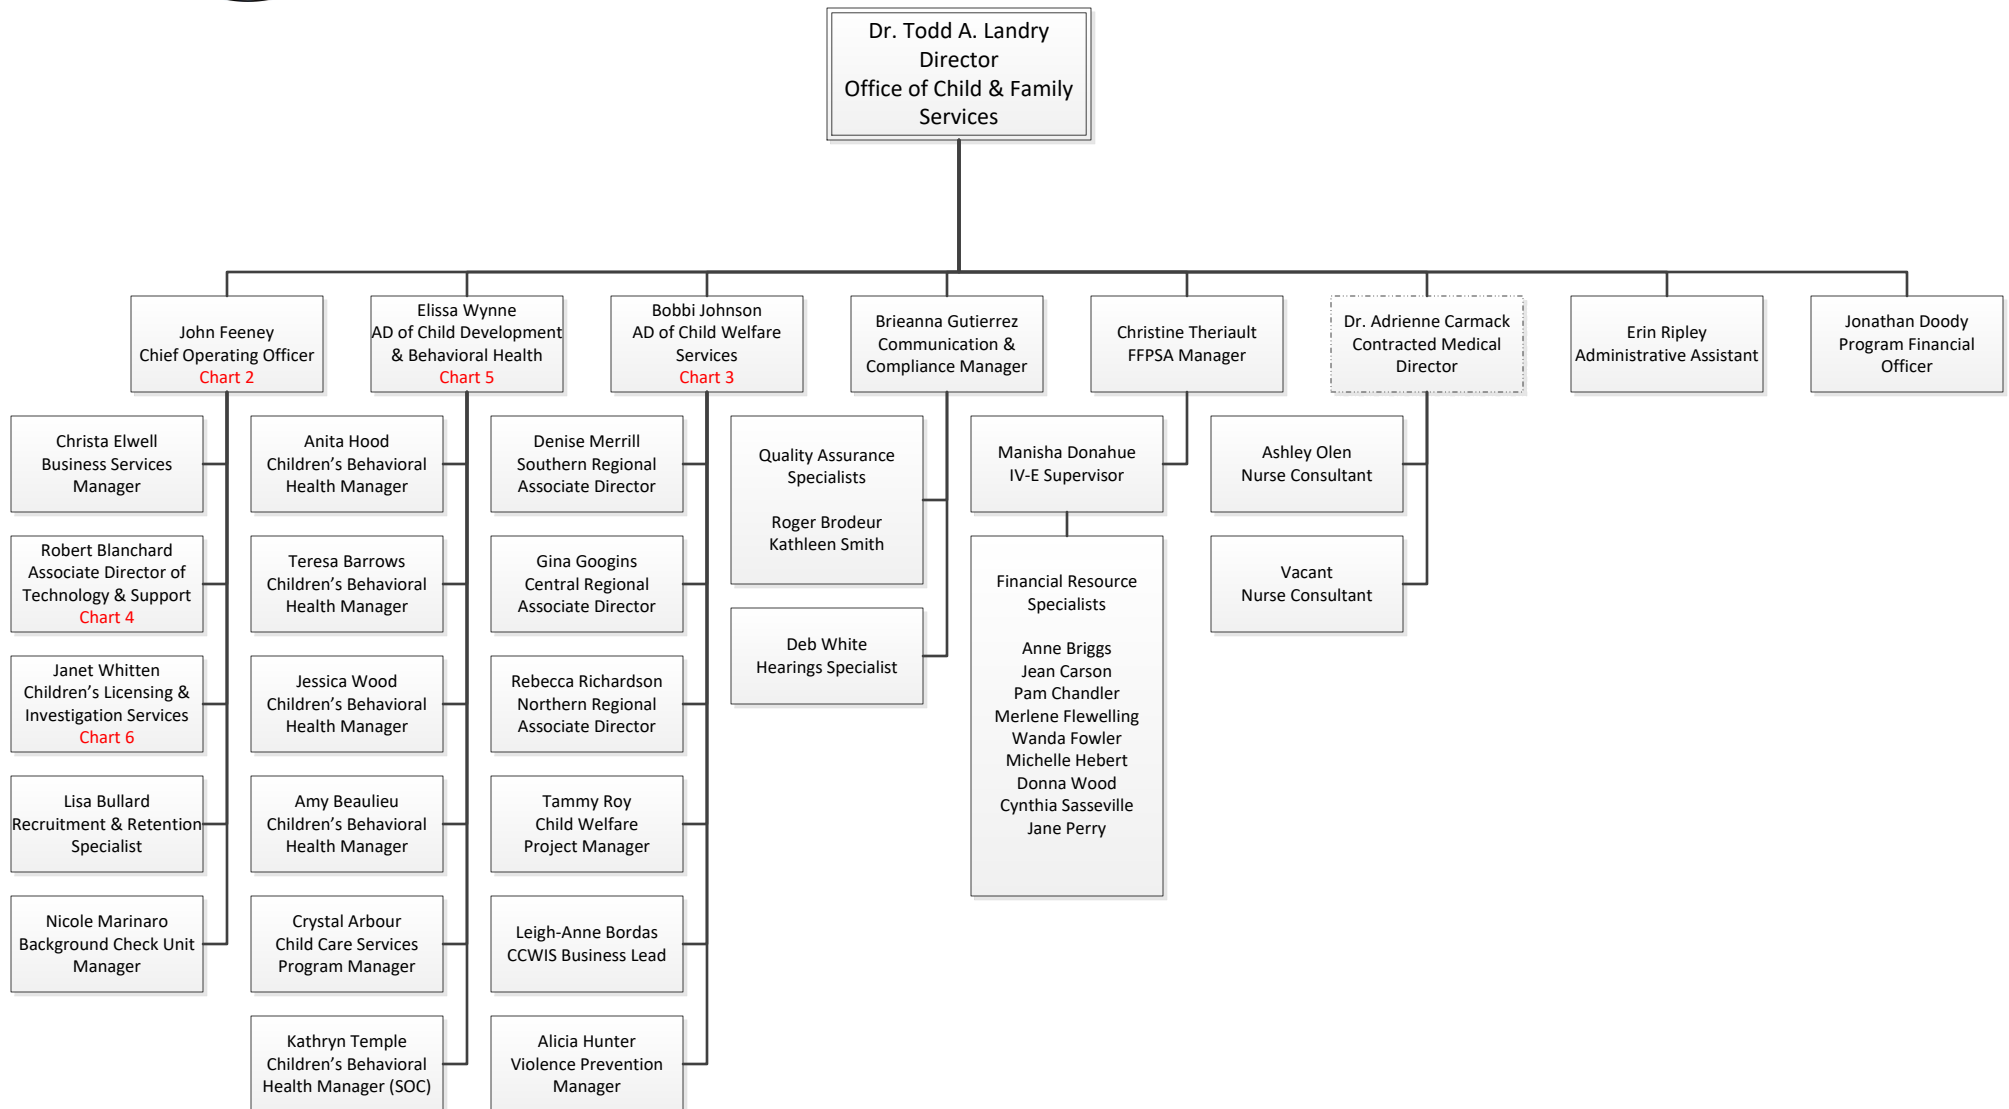 Dr. Todd A. Landry
Director
Office of Child & Family
Services
John Feeney
Chief Operating Officer
Chart 2
Elissa Wynne
AD of Child Development
& Behavioral Health
Chart 5
Bobbi Johnson
AD of Child Welfare
Services
Chart 3
Brieanna Gutierrez
Communication &
Compliance Manager
Christine Theriault
FFPSA Manager
Dr. Adrienne Carmack
Contracted Medical
Director
Erin Ripley
Administrative Assistant
Jonathan Doody
Program Financial
Officer
Christa Elwell
Business Services
Manager
Robert Blanchard
Associate Director of
Technology & Support
Chart 4
Janet Whitten
Children’s Licensing &
Investigation Services
Chart 6
Lisa Bullard
Recruitment & Retention
Specialist
Nicole Marinaro
Background Check Unit
Manager
Anita Hood
Children’s Behavioral
Health Manager
Teresa Barrows
Children’s Behavioral
Health Manager
Jessica Wood
Children’s Behavioral
Health Manager
Amy Beaulieu
Children’s Behavioral
Health Manager
Crystal Arbour
Child Care Services
Program Manager
Kathryn Temple
Children’s Behavioral
Health Manager (SOC)
Denise Merrill
Southern Regional
Associate Director
Gina Googins
Central Regional
Associate Director
Rebecca Richardson
Northern Regional
Associate Director
Tammy Roy
Child Welfare
Project Manager
Leigh-Anne Bordas
CCWIS Business Lead
Alicia Hunter
Violence Prevention
Manager
Quality Assurance
Specialists
Roger Brodeur
Kathleen Smith
Deb White
Hearings Specialist
Manisha Donahue
IV-E Supervisor
Financial Resource
Specialists
Anne Briggs
Jean Carson
Pam Chandler
Merlene Flewelling
Wanda Fowler
Michelle Hebert
Donna Wood
Cynthia Sasseville
Jane Perry
Ashley Olen
Nurse Consultant
Vacant
Nurse Consultant